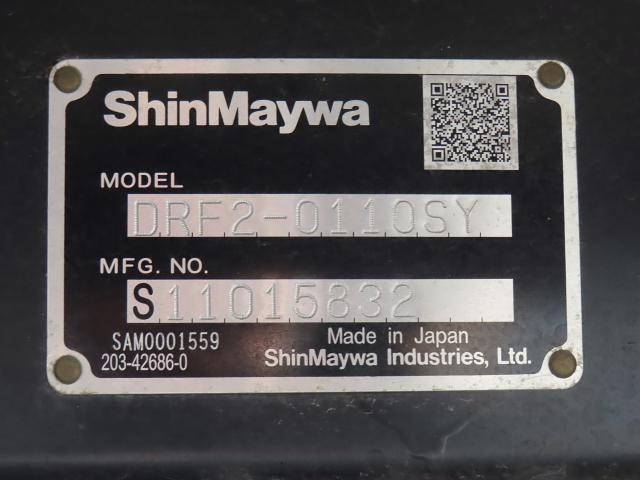 ShinMaywa
MODEL
DRF2-0110SY
MFG. NO.
S11015832
SAM0001559
203-42686-0
Made in Japan
ShinMaywa Industries, Ltd.